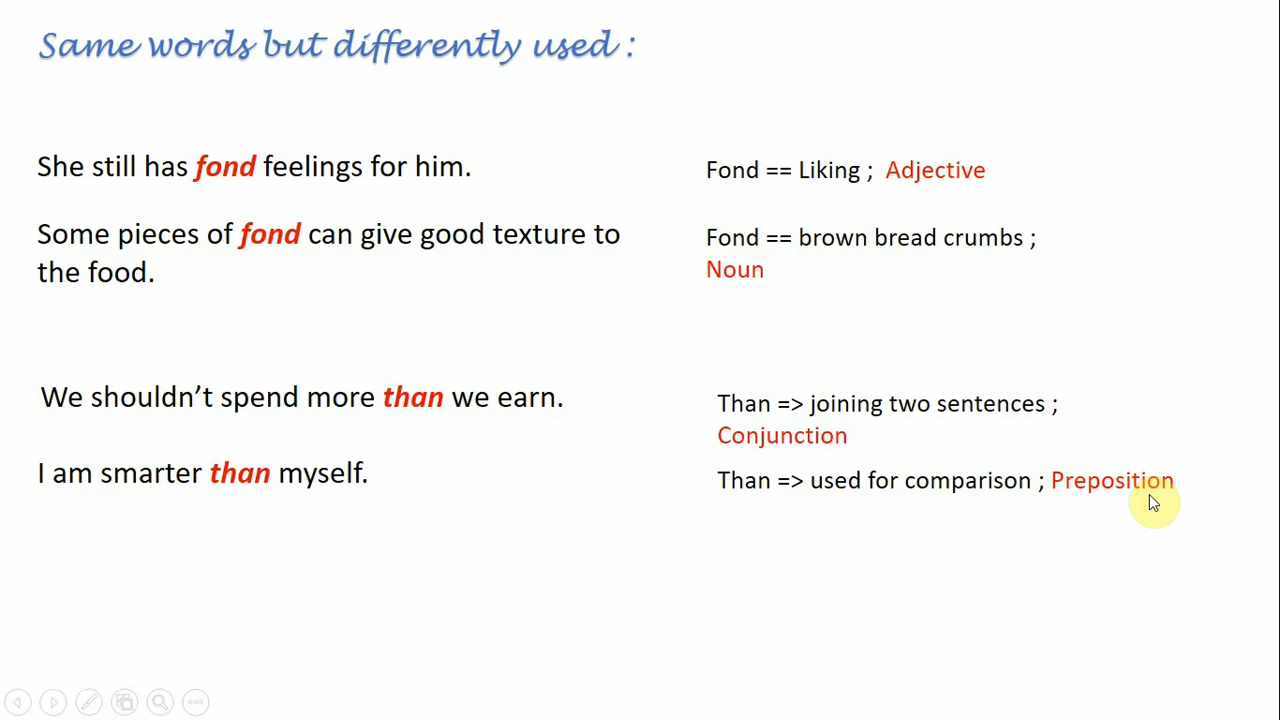 Same words but differently used :
She still has fond feelings for him.
Fond == Liking ; Adjective
Some pieces of fond can give good texture to
the food.
Fond == brown bread crumbs ;
Noun
We shouldn’t spend more than we earn.
Than => joining two sentences ;
Conjunction
I am smarter than myself.
Than => used for comparison ; Preposition